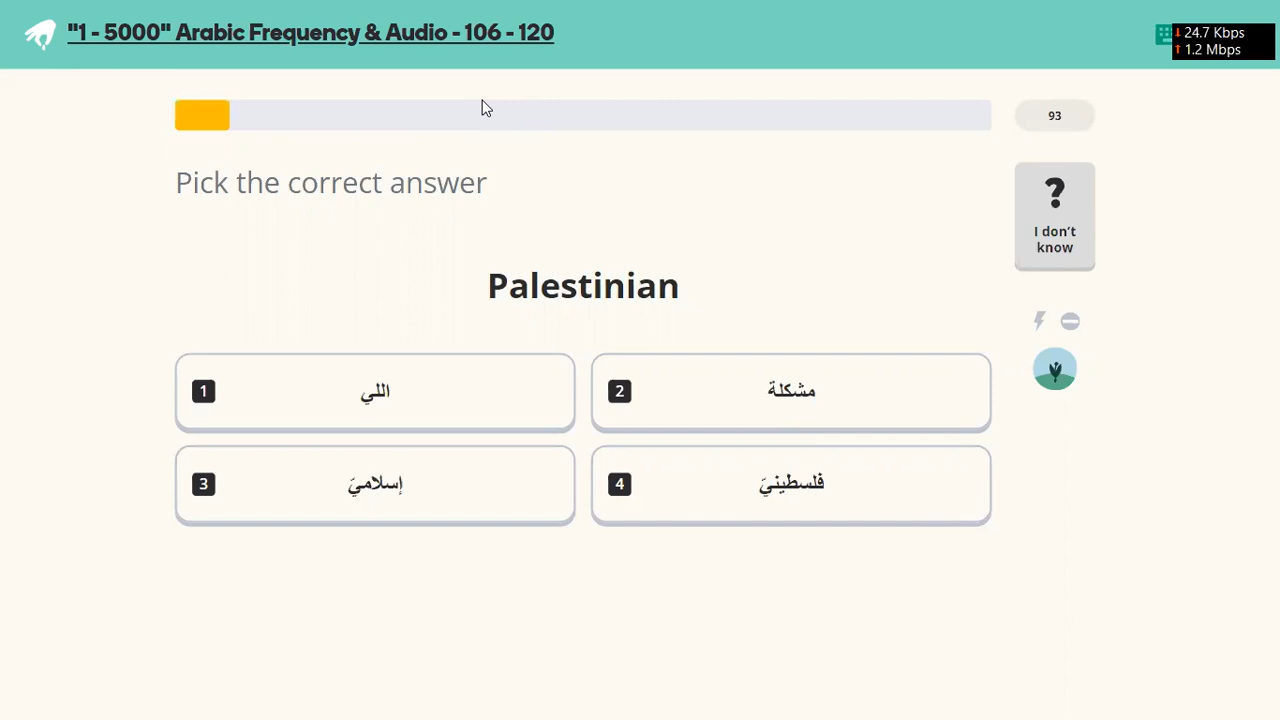 "1 - 5000" Arabic Frequency & Audio - 106 - 120
↓ 24.7 Kbps
↑ 1.2 Mbps
93
Pick the correct answer
?
I don't
know
Palestinian
1 اللي
2 مشكلة
3 إسلاميّ
4 فلسطينيّ